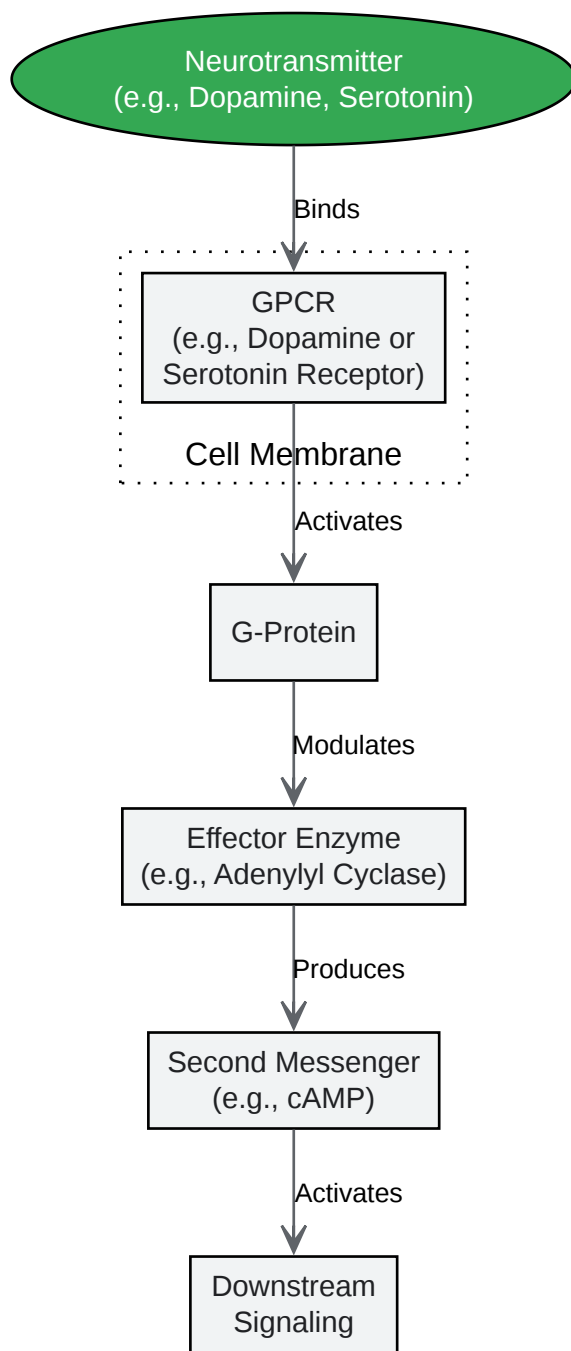 Neurotransmitter
(e.g., Dopamine, Serotonin)
Binds
GPCR
(e.g., Dopamine or
Serotonin Receptor)
Cell Membrane
Activates
G-Protein
Modulates
Effector Enzyme
(e.g., Adenylyl Cyclase)
Produces
Second Messenger
(e.g., cAMP)
Activates
Downstream
Signaling